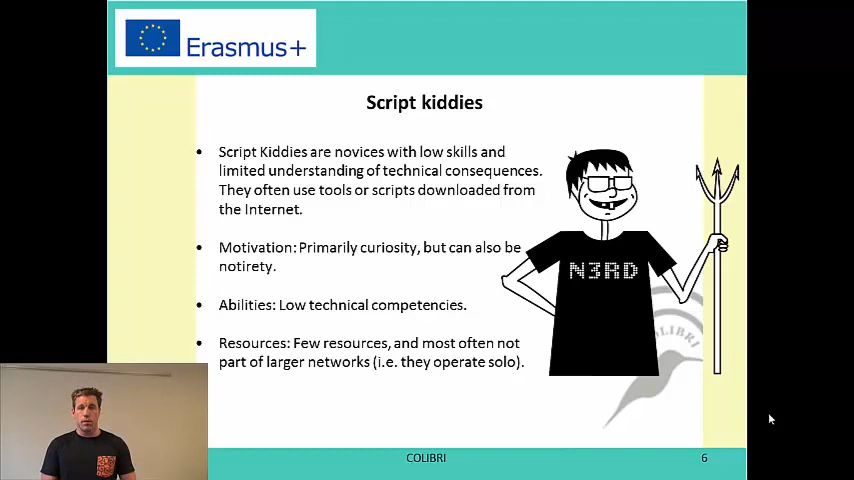 Erasmus+
Script kiddies
• Script Kiddies are novices with low skills and
limited understanding of technical consequences.
They often use tools or scripts downloaded from
the Internet.
• Motivation: Primarily curiosity, but can also be
notirety.
• Abilities: Low technical competencies.
• Resources: Few resources, and most often not
part of larger networks (i.e. they operate solo).
N3RD
COLIBRI
COLIBRI
6